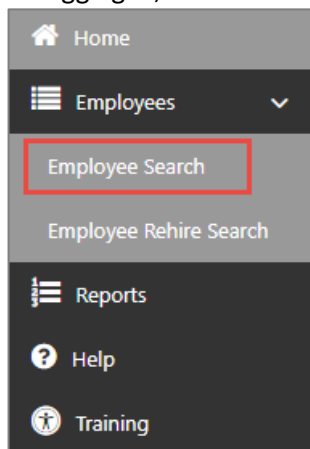 Home
Employees
Employee Search
Employee Rehire Search
Reports
Help
Training